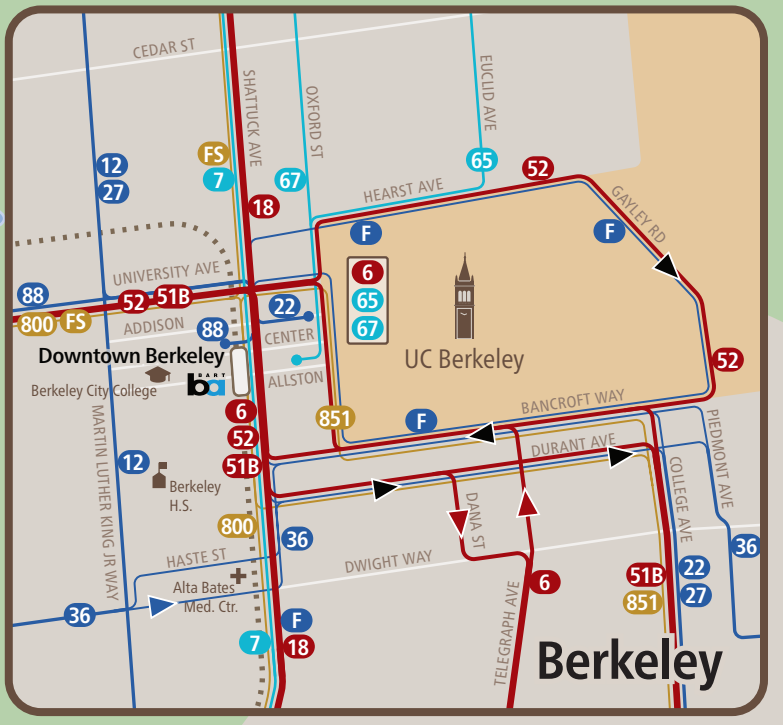 CEDAR ST
SHATTUCK AVE
OXFORD ST
EUCLID AVE
12
27
FS
7
67
65
52
18
HEARST AVE
GAYLEY RD
F
F
UNIVERSITY AVE
6
65
67
88
52
51B
22
800
FS
ADDISON
88
CENTER
UC Berkeley
Downtown Berkeley
BART
ba
Berkeley City College
ALLSTON
52
6
851
F
BANCROFT WAY
MARTIN LUTHER KING JR WAY
52
51B
DURANT AVE
PIEDMONT AVE
12
Berkeley
H.S.
COLLEGE AVE
DANA ST
800
36
36
HASTE ST
DWIGHT WAY
Alta Bates
Med. Ctr.
6
51B
22
851
27
36
F
7
18
TELEGRAPH AVE
Berkeley